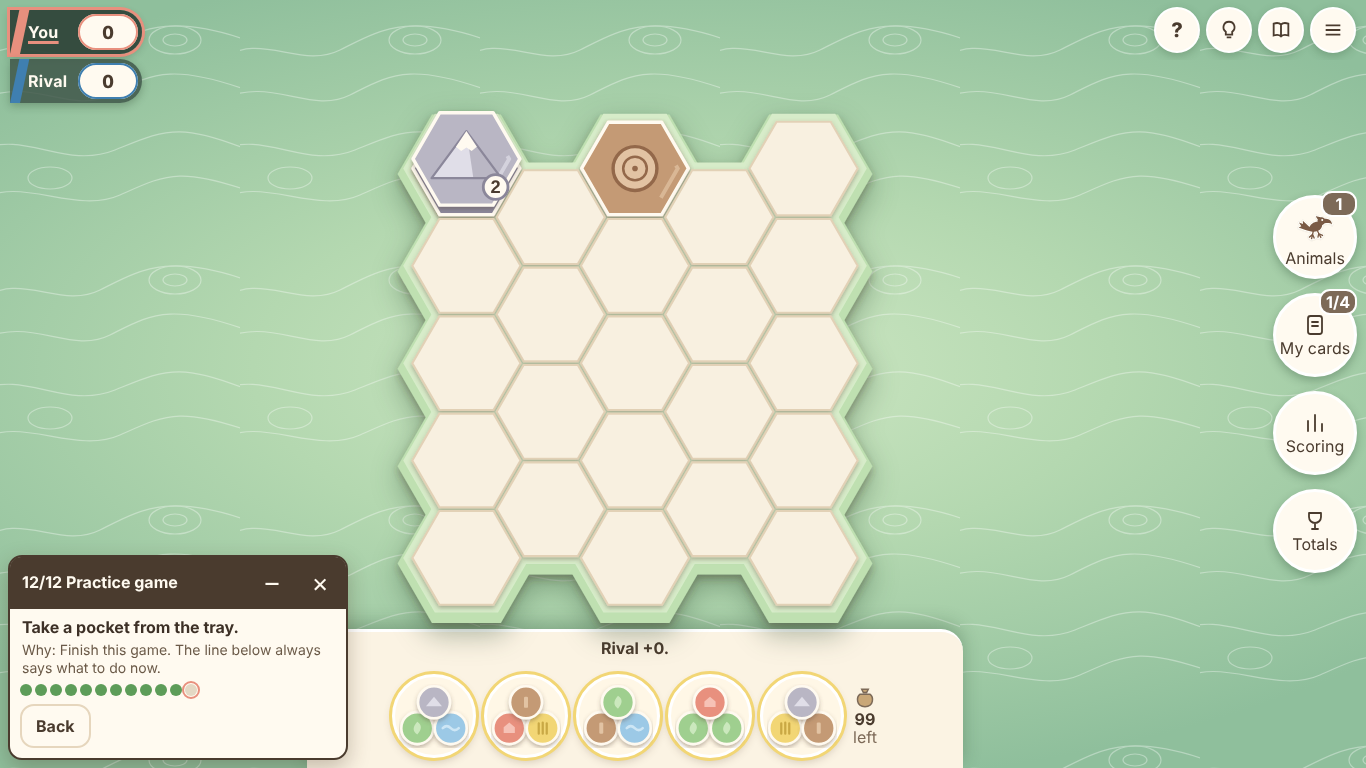 You 0
Rival 0
?
2
1
Animals
1/4
My cards
Scoring
Totals
12/12 Practice game
Take a pocket from the tray.
Why: Finish this game. The line below always
says what to do now.
Back
Rival +0.
99
left